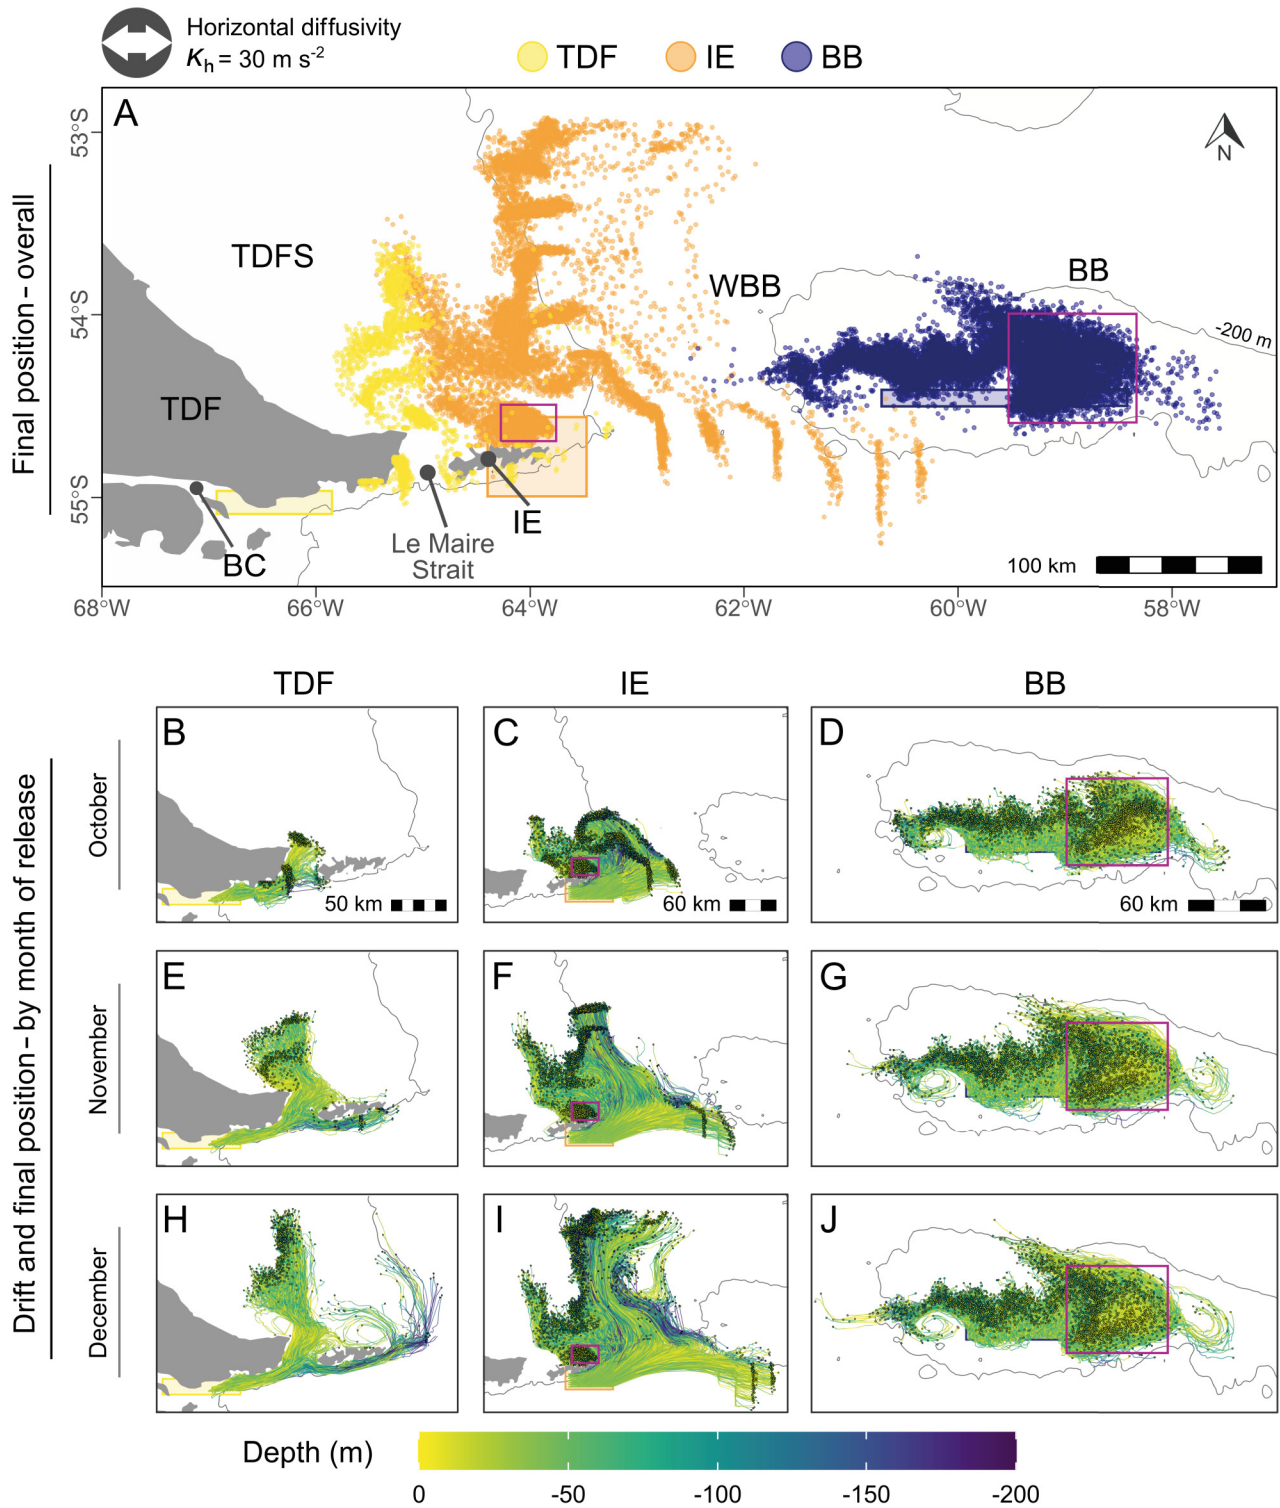 Horizontal diffusivity
Kh = 30 m s-2
TDF IE BB
Final position - overall
A
53°S
54°S
55°S
N
TDFS
WBB
BB
-200 m
TDF
IE
BC
Le Maire
Strait
100 km
68°W 66°W 64°W 62°W 60°W 58°W
Drift and final position - by month of release
TDF IE BB
October
B C D
50 km 60 km 60 km
November
E F G
December
H I J
Depth (m)
0 -50 -100 -150 -200